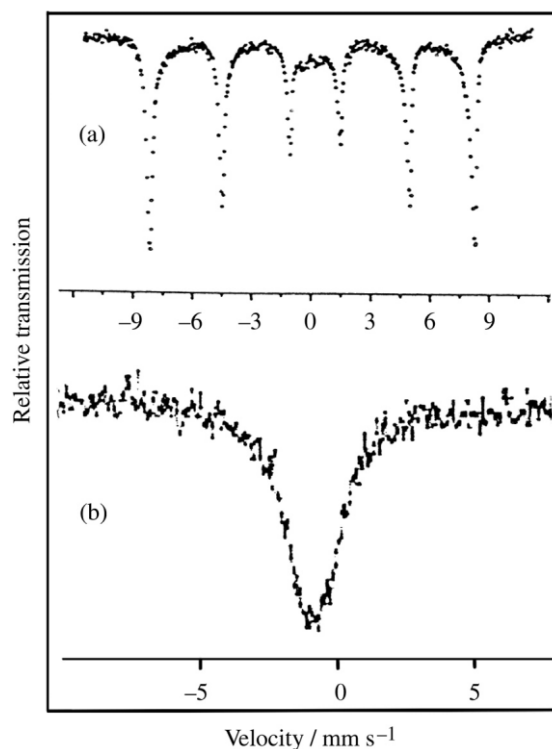 (a)
Relative transmission
−9 −6 −3 0 3 6 9
(b)
−5 0 5
Velocity / mm s⁻¹